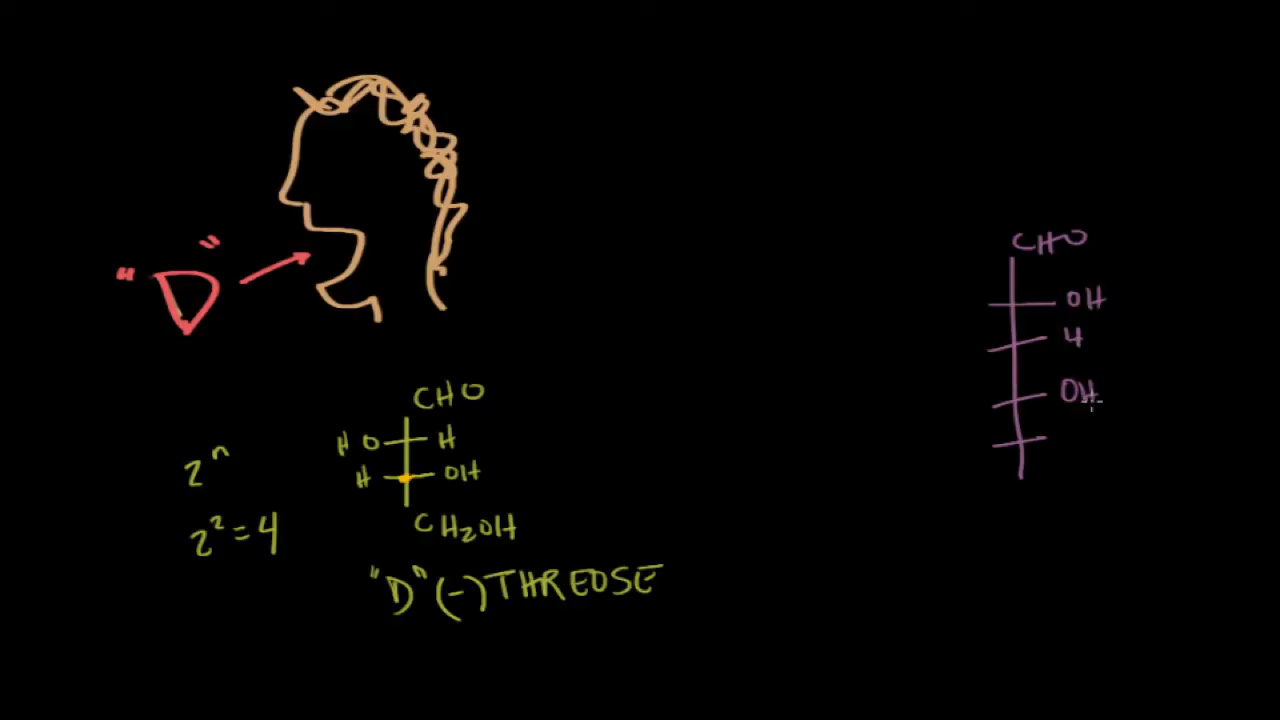 "D"
2ⁿ
2² = 4
CHO
HO H
H OH
CH₂OH
"D" (-) THREOSE
CHO
OH
H
OH